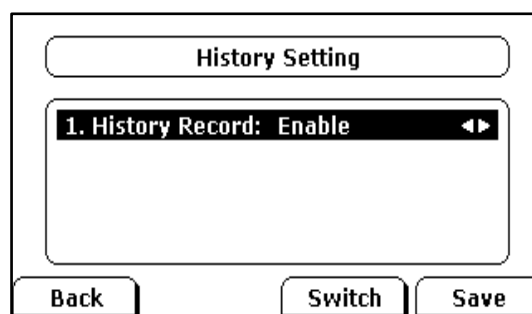 History Setting
1. History Record: Enable
Back Switch Save